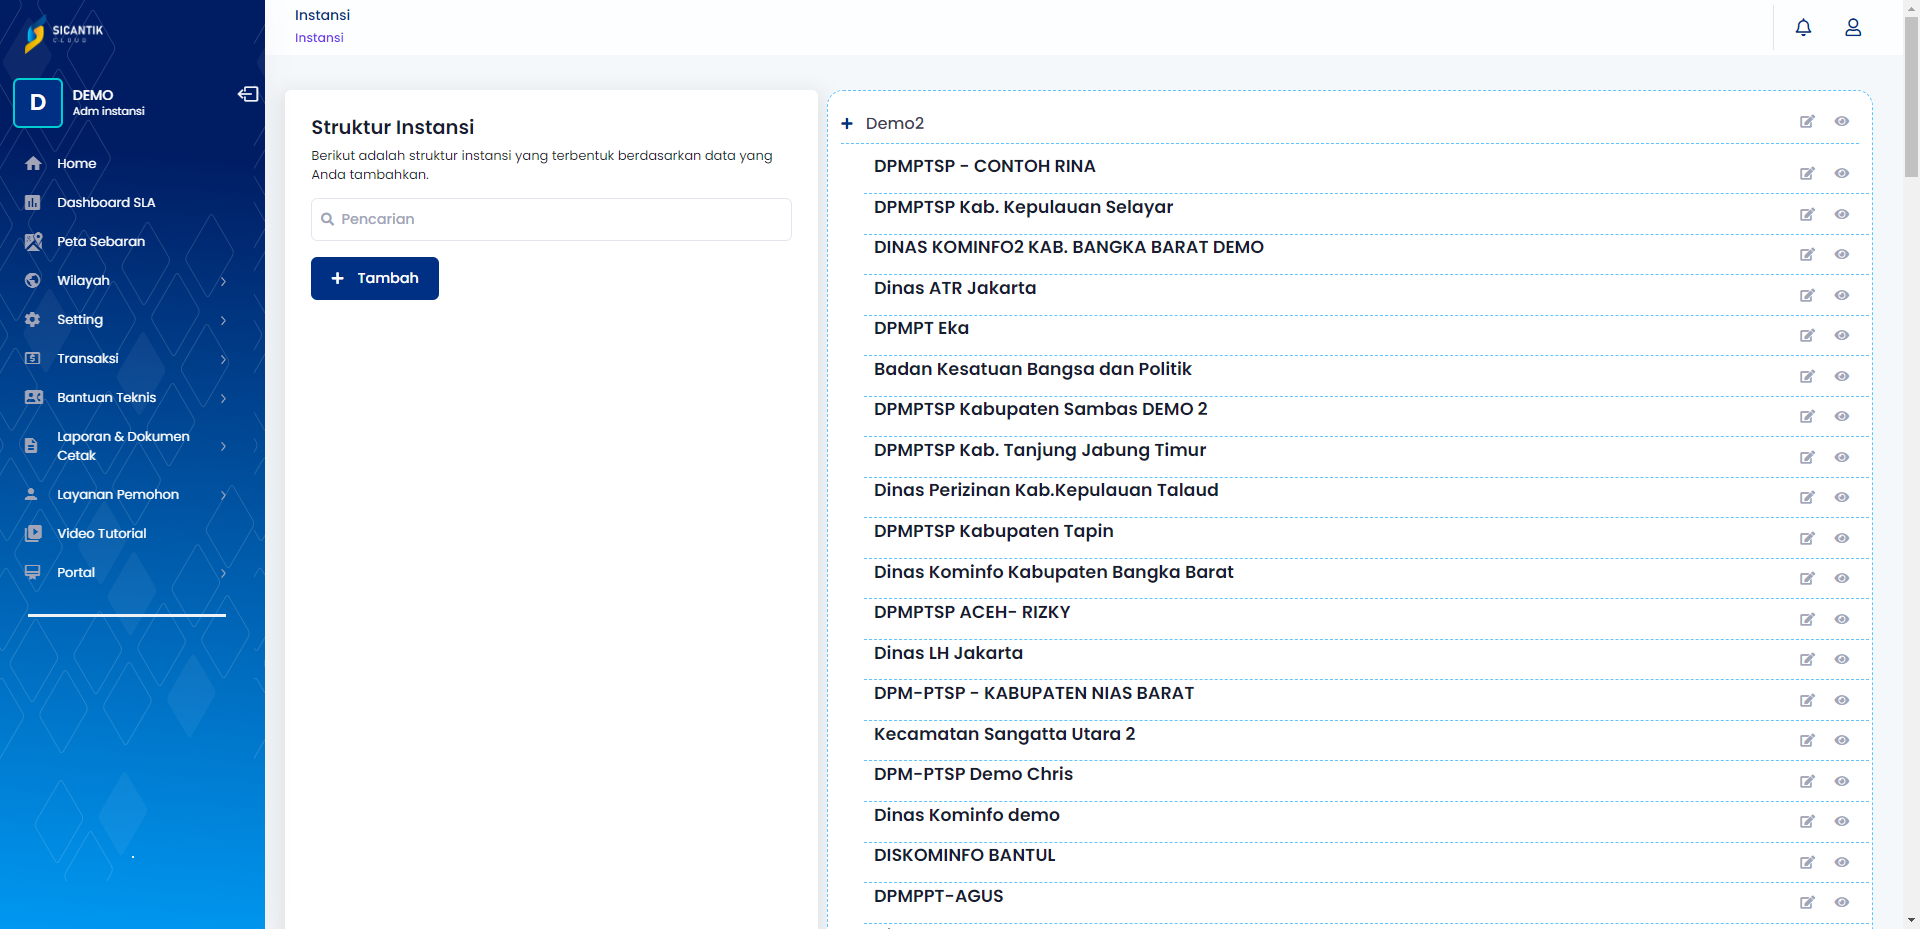 SICANTIK
CLOUD
D
DEMO
Adm instansi
Home
Dashboard SLA
Peta Sebaran
Wilayah
Setting
Transaksi
Bantuan Teknis
Laporan & Dokumen
Cetak
Layanan Pemohon
Video Tutorial
Portal
Instansi
Instansi
Struktur Instansi
Berikut adalah struktur instansi yang terbentuk berdasarkan data yang
Anda tambahkan.
Pencarian
+ Tambah
+ Demo2
DPMPTSP - CONTOH RINA
DPMPTSP Kab. Kepulauan Selayar
DINAS KOMINFO2 KAB. BANGKA BARAT DEMO
Dinas ATR Jakarta
DPMPT Eka
Badan Kesatuan Bangsa dan Politik
DPMPTSP Kabupaten Sambas DEMO 2
DPMPTSP Kab. Tanjung Jabung Timur
Dinas Perizinan Kab.Kepulauan Talaud
DPMPTSP Kabupaten Tapin
Dinas Kominfo Kabupaten Bangka Barat
DPMPTSP ACEH- RIZKY
Dinas LH Jakarta
DPM-PTSP - KABUPATEN NIAS BARAT
Kecamatan Sangatta Utara 2
DPM-PTSP Demo Chris
Dinas Kominfo demo
DISKOMINFO BANTUL
DPMPPT-AGUS